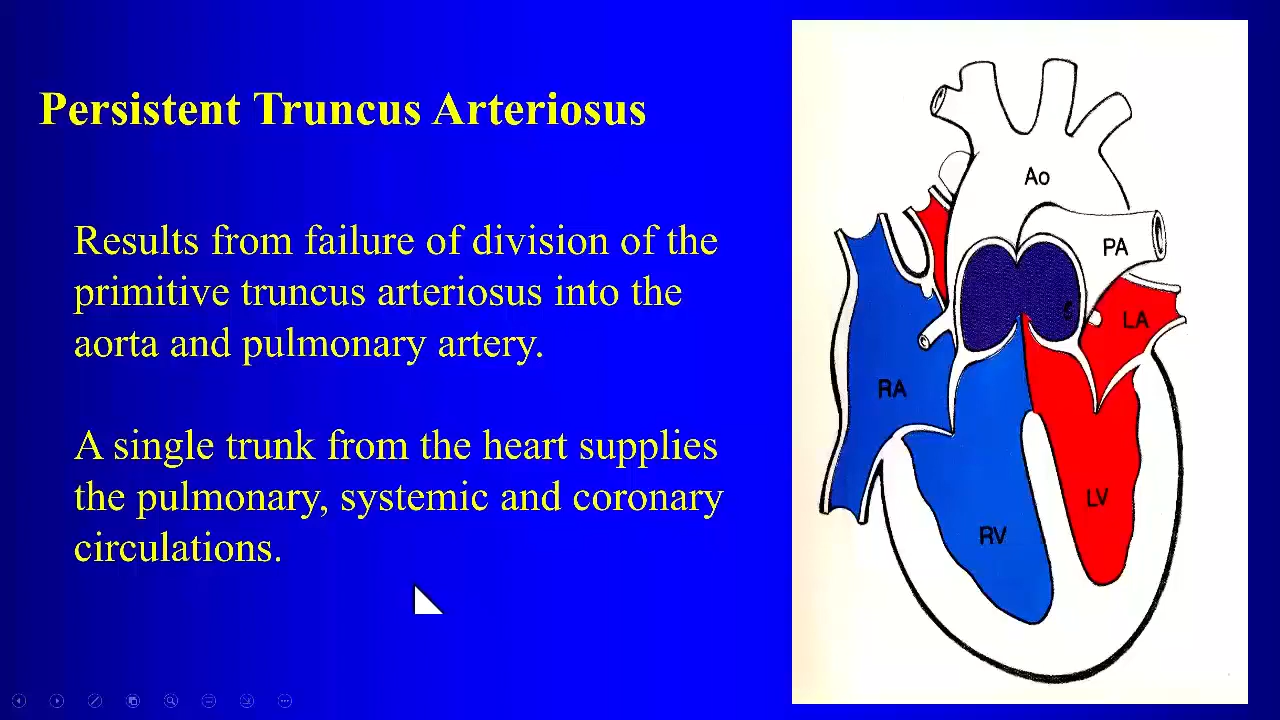 Persistent Truncus Arteriosus
Results from failure of division of the
primitive truncus arteriosus into the
aorta and pulmonary artery.
A single trunk from the heart supplies
the pulmonary, systemic and coronary
circulations.
Ao
PA
LA
RA
LV
RV